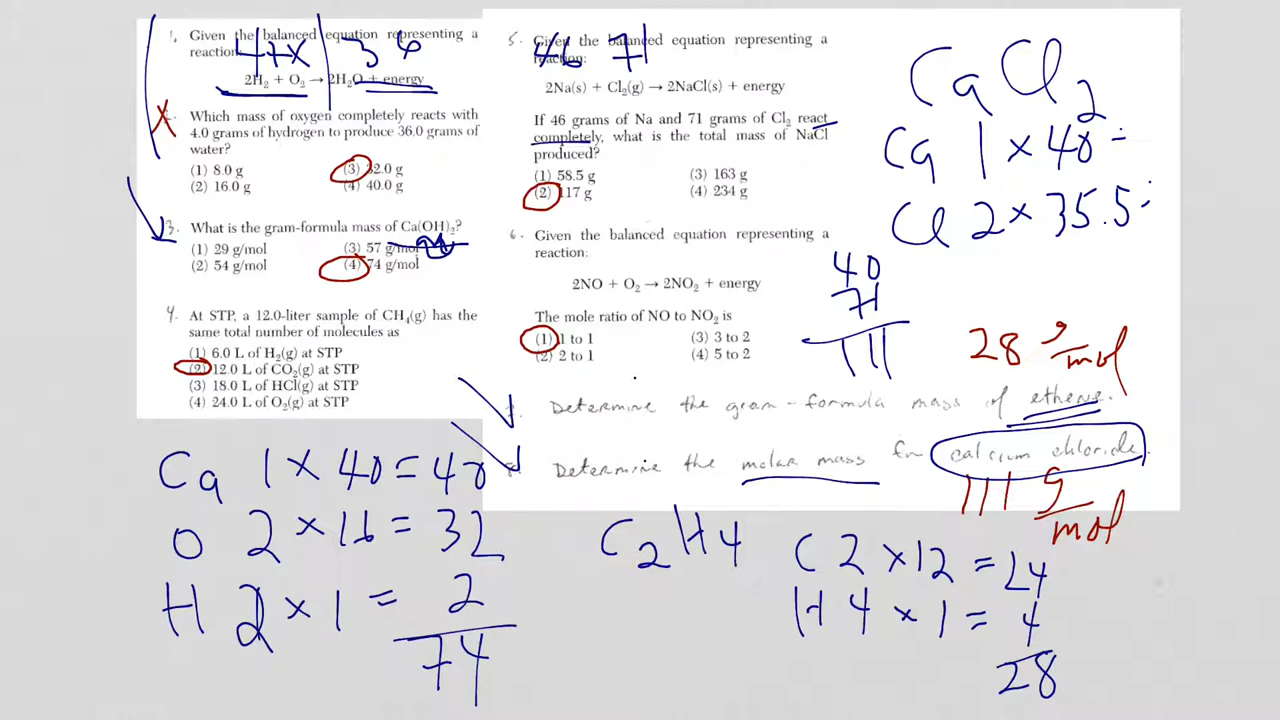 1. Given the balanced equation representing a
reaction:
4+x 36
2H₂ + O₂ → 2H₂O + energy
X
Which mass of oxygen completely reacts with
4.0 grams of hydrogen to produce 36.0 grams of
water?
(1) 8.0 g (3) 32.0 g
(2) 16.0 g (4) 40.0 g
3. What is the gram-formula mass of Ca(OH)₂?
(1) 29 g/mol (3) 57 g/mol
(2) 54 g/mol (4) 74 g/mol
4. At STP, a 12.0-liter sample of CH₄(g) has the
same total number of molecules as
(1) 6.0 L of H₂(g) at STP
(2) 12.0 L of CO₂(g) at STP
(3) 18.0 L of HCl(g) at STP
(4) 24.0 L of O₂(g) at STP
5. Given the balanced equation representing a
reaction:
46 71
2Na(s) + Cl₂(g) → 2NaCl(s) + energy
If 46 grams of Na and 71 grams of Cl₂ react
completely, what is the total mass of NaCl
produced?
(1) 58.5 g (3) 163 g
(2) 117 g (4) 234 g
6. Given the balanced equation representing a
reaction:
2NO + O₂ → 2NO₂ + energy
The mole ratio of NO to NO₂ is
(1) 1 to 1 (3) 3 to 2
(2) 2 to 1 (4) 5 to 2
Determine the gram-formula mass of ethene.
28 g/mol
Determine the molar mass for calcium chloride.
111 g/mol
CaCl₂
Ca 1 × 40 =
Cl 2 × 35.5 =
40
71
111
Ca 1 × 40 = 40
O 2 × 16 = 32
H 2 × 1 = 2
74
C₂H4
C 2 × 12 = 24
H 4 × 1 = 4
28